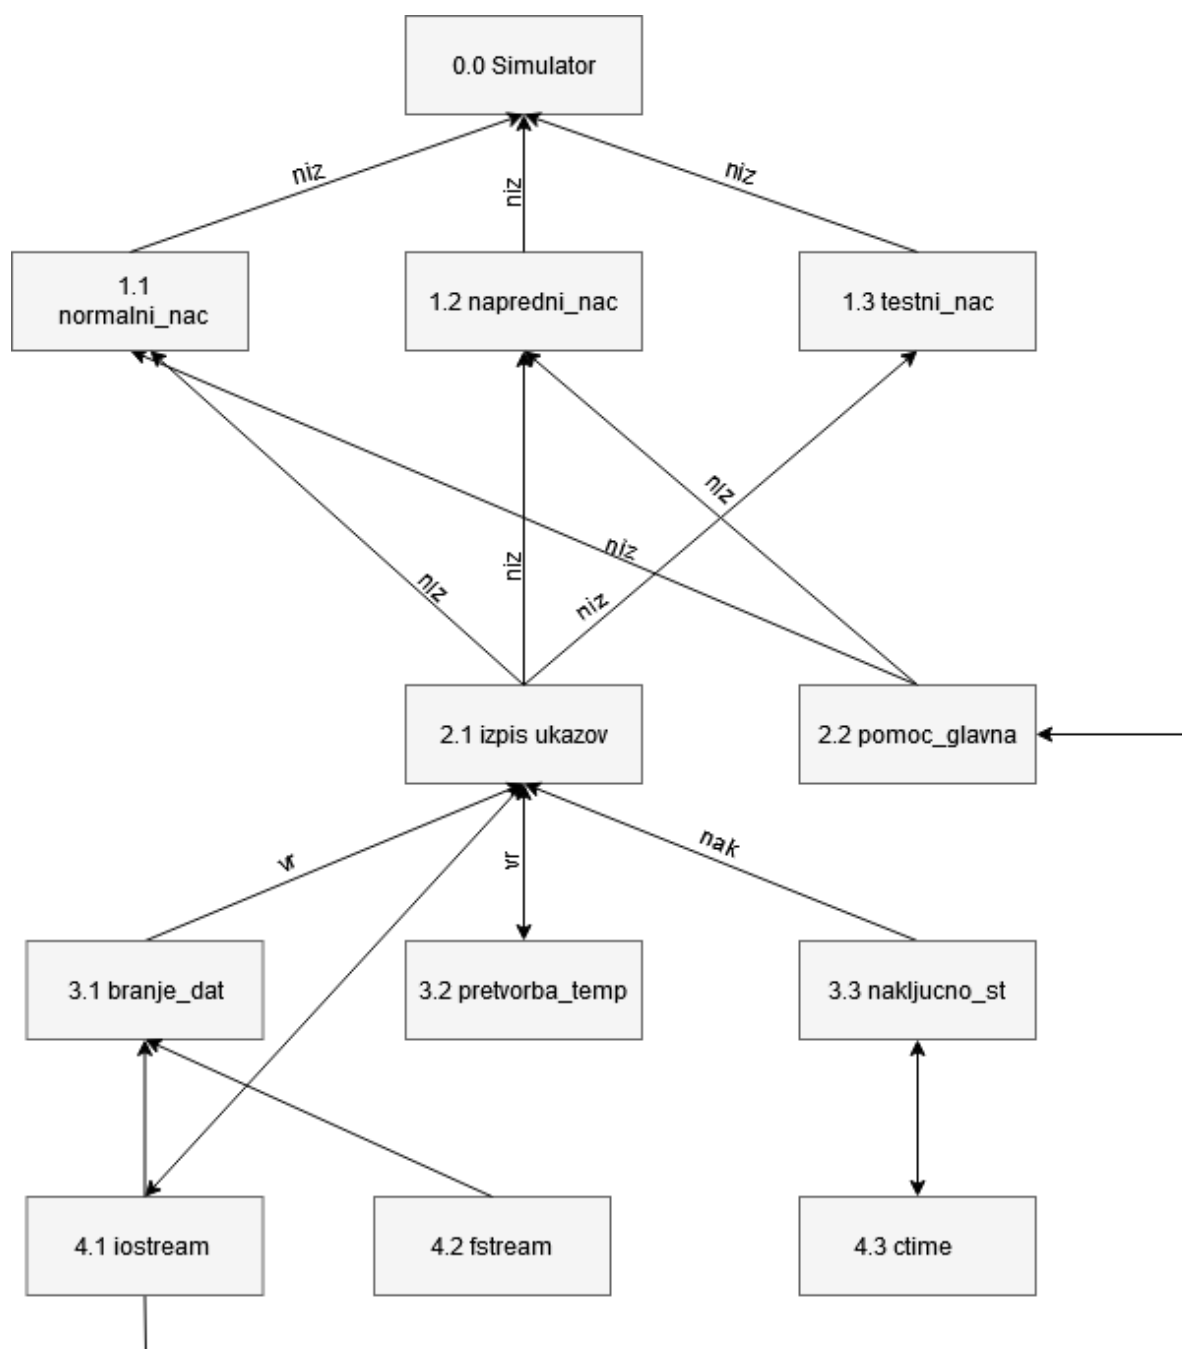 0.0 Simulator
niz
niz
niz
1.1
normalni_nac
1.2 napredni_nac
1.3 testni_nac
niz
niz
niz
niz
niz
2.1 izpis ukazov
2.2 pomoc_glavna
vr
vr
nak
3.1 branje_dat
3.2 pretvorba_temp
3.3 nakljucno_st
4.1 iostream
4.2 fstream
4.3 ctime